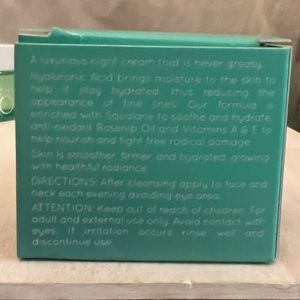 A luxurious night cream that is never greasy.
Hyaluronic Acid brings moisture to the skin to
help it stay hydrated, thus reducing the
appearance of fine lines. Our formula is
enriched with Squalane to soothe and hydrate,
anti-oxidant Rosehip Oil and Vitamins A & E to
help nourish and fight free radical damage.
Skin is smoother, firmer and hydrated, glowing
with healthful radiance.
DIRECTIONS: After cleansing apply to face and
neck each evening avoiding eye area.
ATTENTION: Keep out of reach of children. For
adult and external use only. Avoid contact with
eyes. If irritation occurs rinse well and
discontinue use.